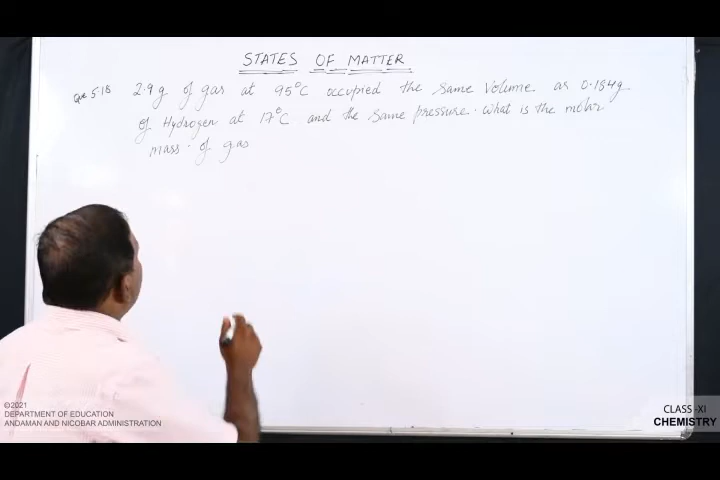 STATES OF MATTER
Que 5.18 2.9 g of gas at 95°C occupied the same volume as 0.184g
of Hydrogen at 17°C and the same pressure. What is the molar
mass. of gas
©2021
DEPARTMENT OF EDUCATION
ANDAMAN AND NICOBAR ADMINISTRATION
CLASS -XI
CHEMISTRY